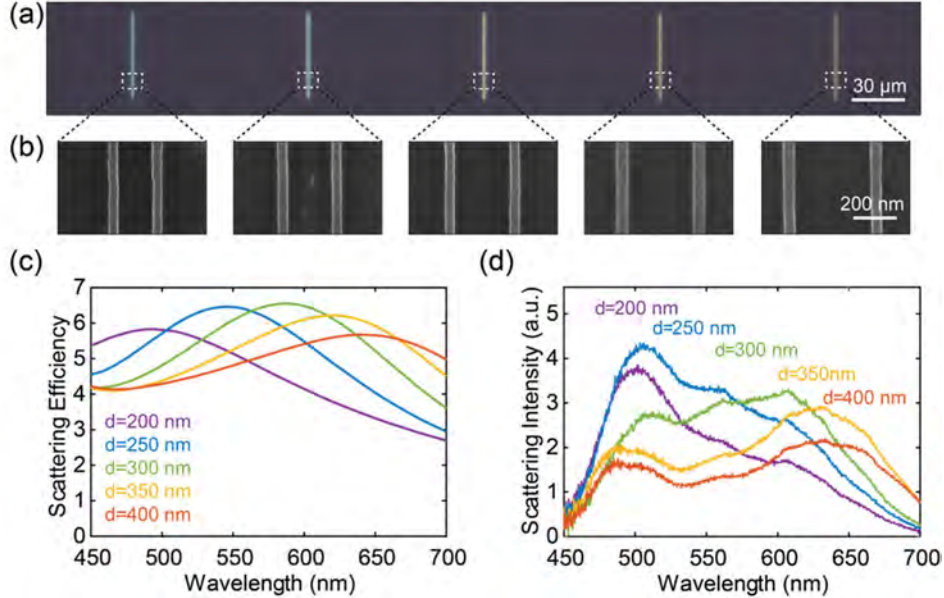 (a)
30 µm
(b)
200 nm
(c)
7
6
5
4
3
2
1
0
450 500 550 600 650 700
Scattering Efficiency
Wavelength (nm)
d=200 nm
d=250 nm
d=300 nm
d=350 nm
d=400 nm
(d)
5
4
3
2
1
0
450 500 550 600 650 700
Scattering Intensity (a.u.)
Wavelength (nm)
d=200 nm
d=250 nm
d=300 nm
d=350nm
d=400 nm